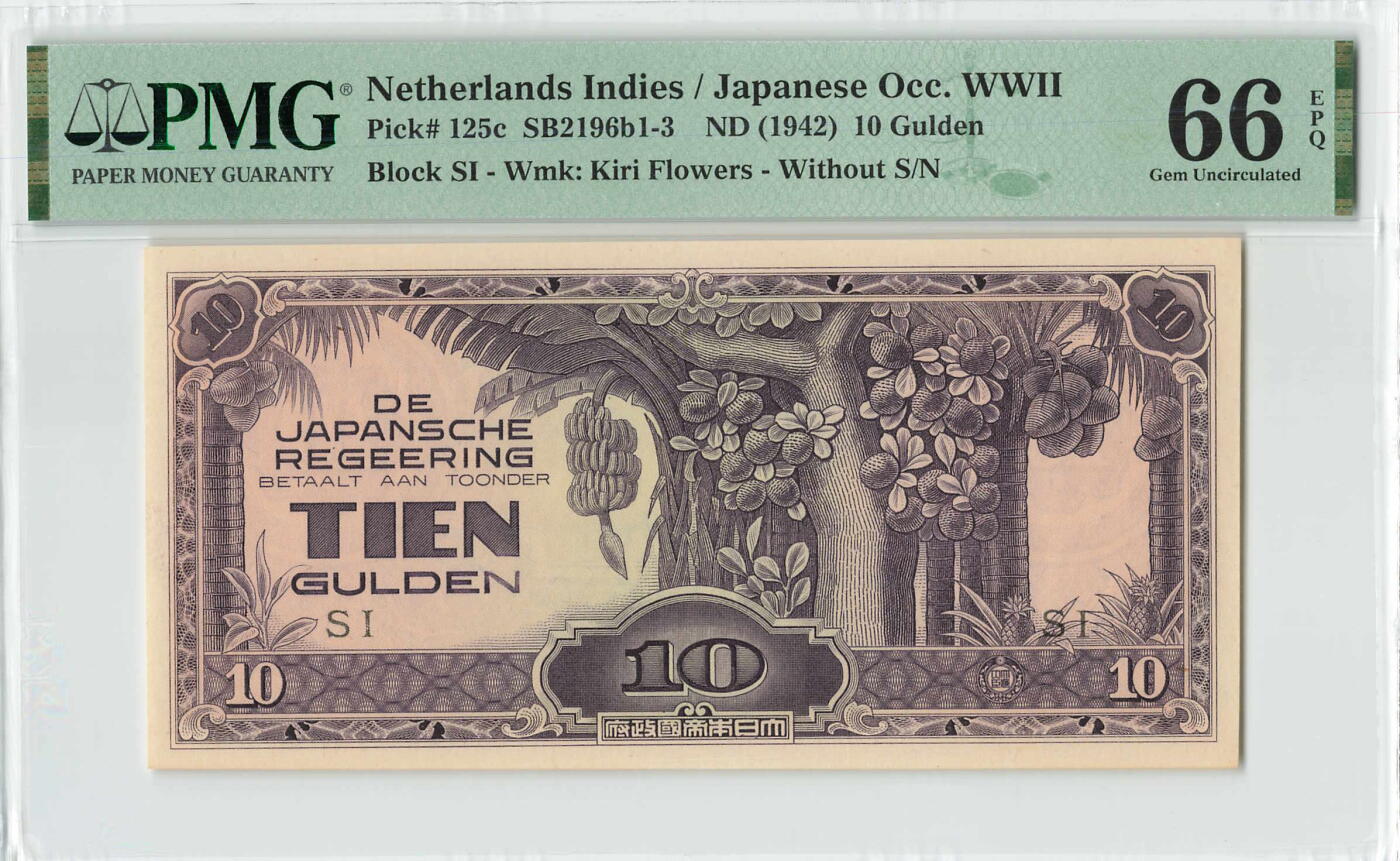 PMG®
PAPER MONEY GUARANTY
Netherlands Indies / Japanese Occ. WWII
Pick# 125c SB2196b1-3 ND (1942) 10 Gulden
Block SI - Wmk: Kiri Flowers - Without S/N
66
EPQ
Gem Uncirculated
10
10
DE
JAPANSCHE
REGEERING
BETAALT AAN TOONDER
TIEN
GULDEN
SI
SI
10
10
10
府政國帝本日大